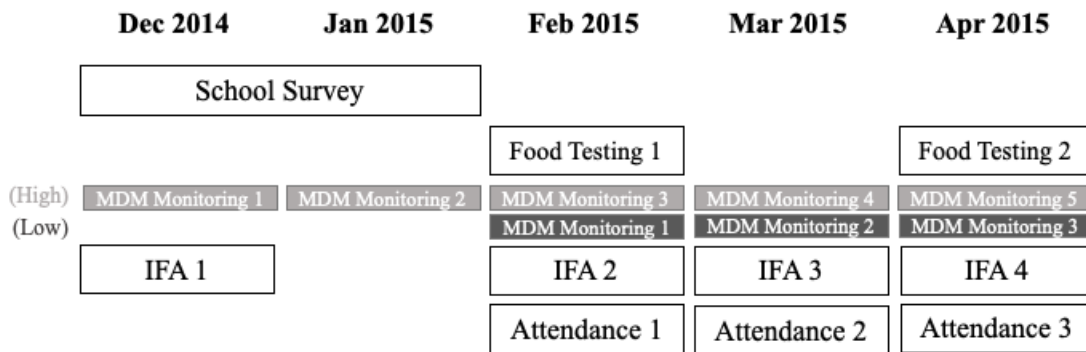 Dec 2014 Jan 2015 Feb 2015 Mar 2015 Apr 2015
School Survey
Food Testing 1 Food Testing 2
(High) MDM Monitoring 1 MDM Monitoring 2 MDM Monitoring 3 MDM Monitoring 4 MDM Monitoring 5
(Low) MDM Monitoring 1 MDM Monitoring 2 MDM Monitoring 3
IFA 1 IFA 2 IFA 3 IFA 4
Attendance 1 Attendance 2 Attendance 3